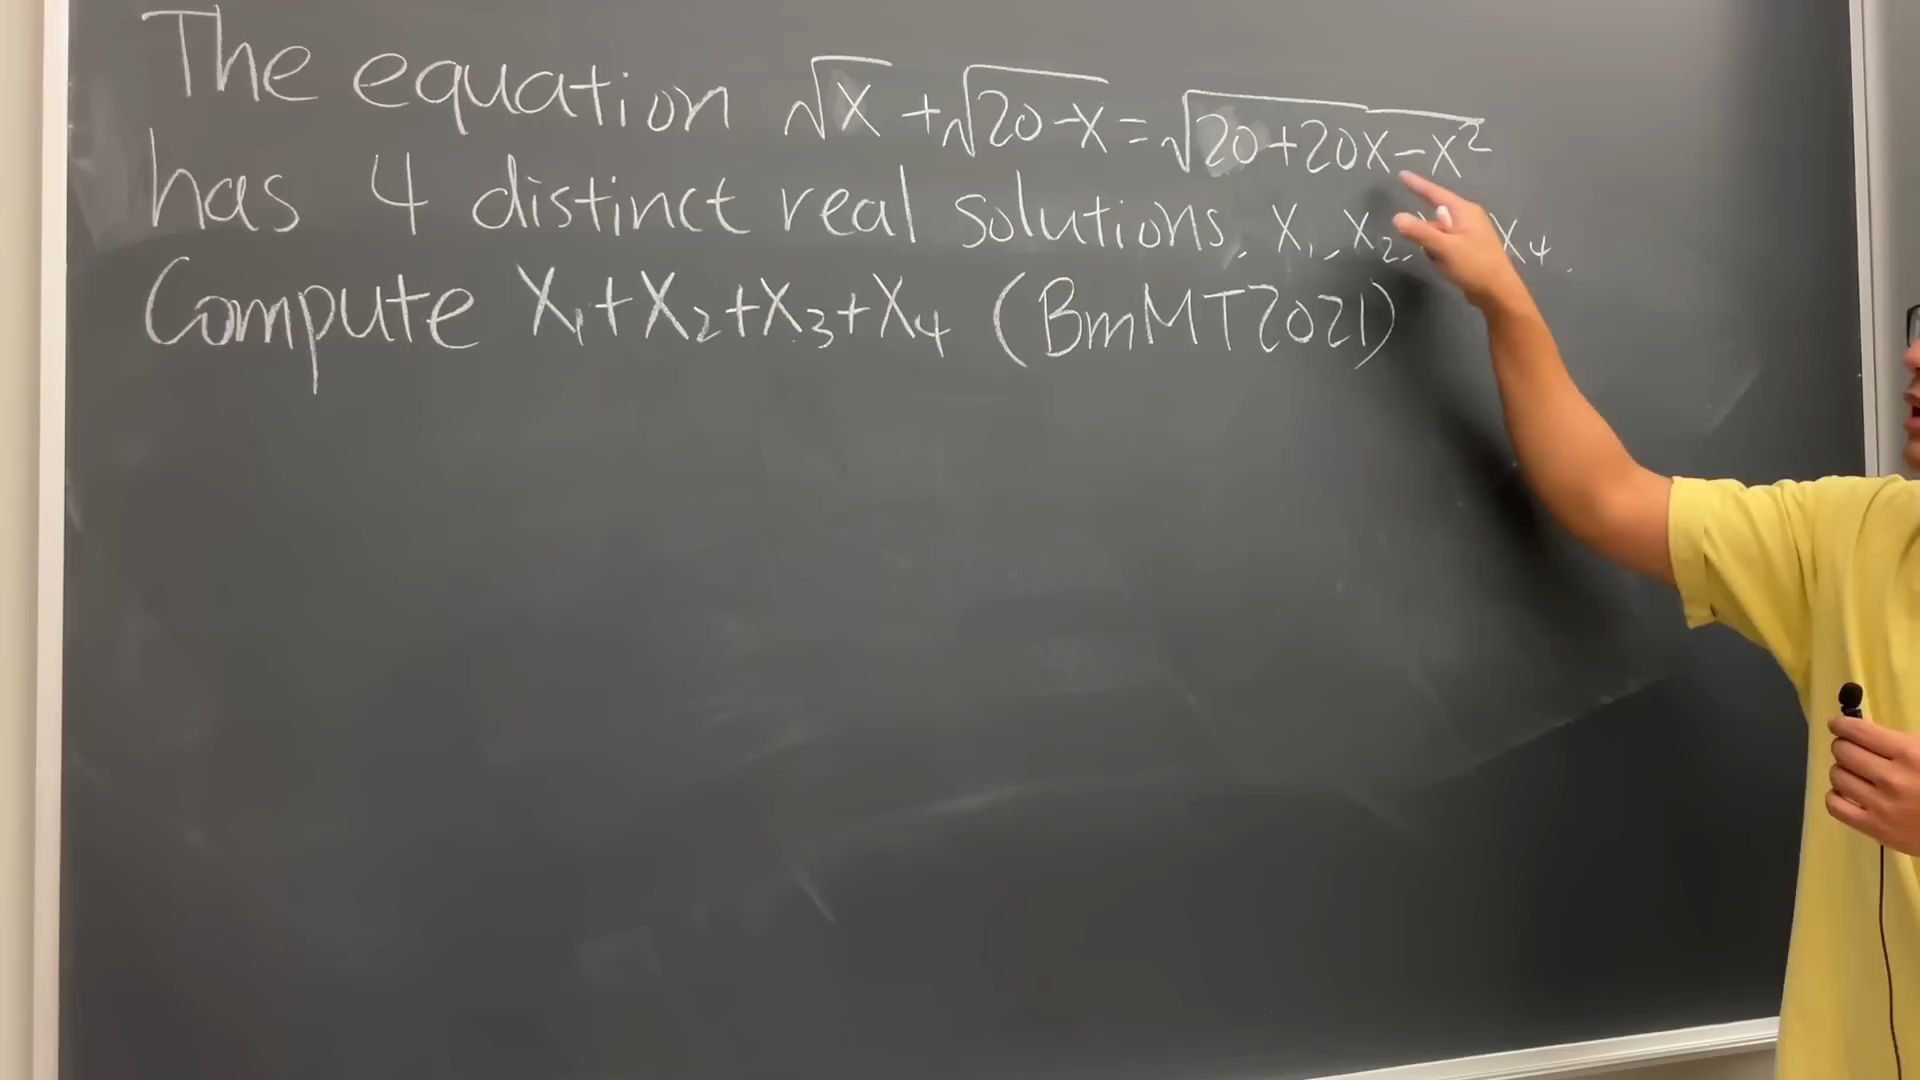 The equation √x + √20-x = √20+20x-x²
has 4 distinct real solutions, x₁, x₂, x₄.
Compute x₁+x₂+x₃+x₄ (BmMT2021)